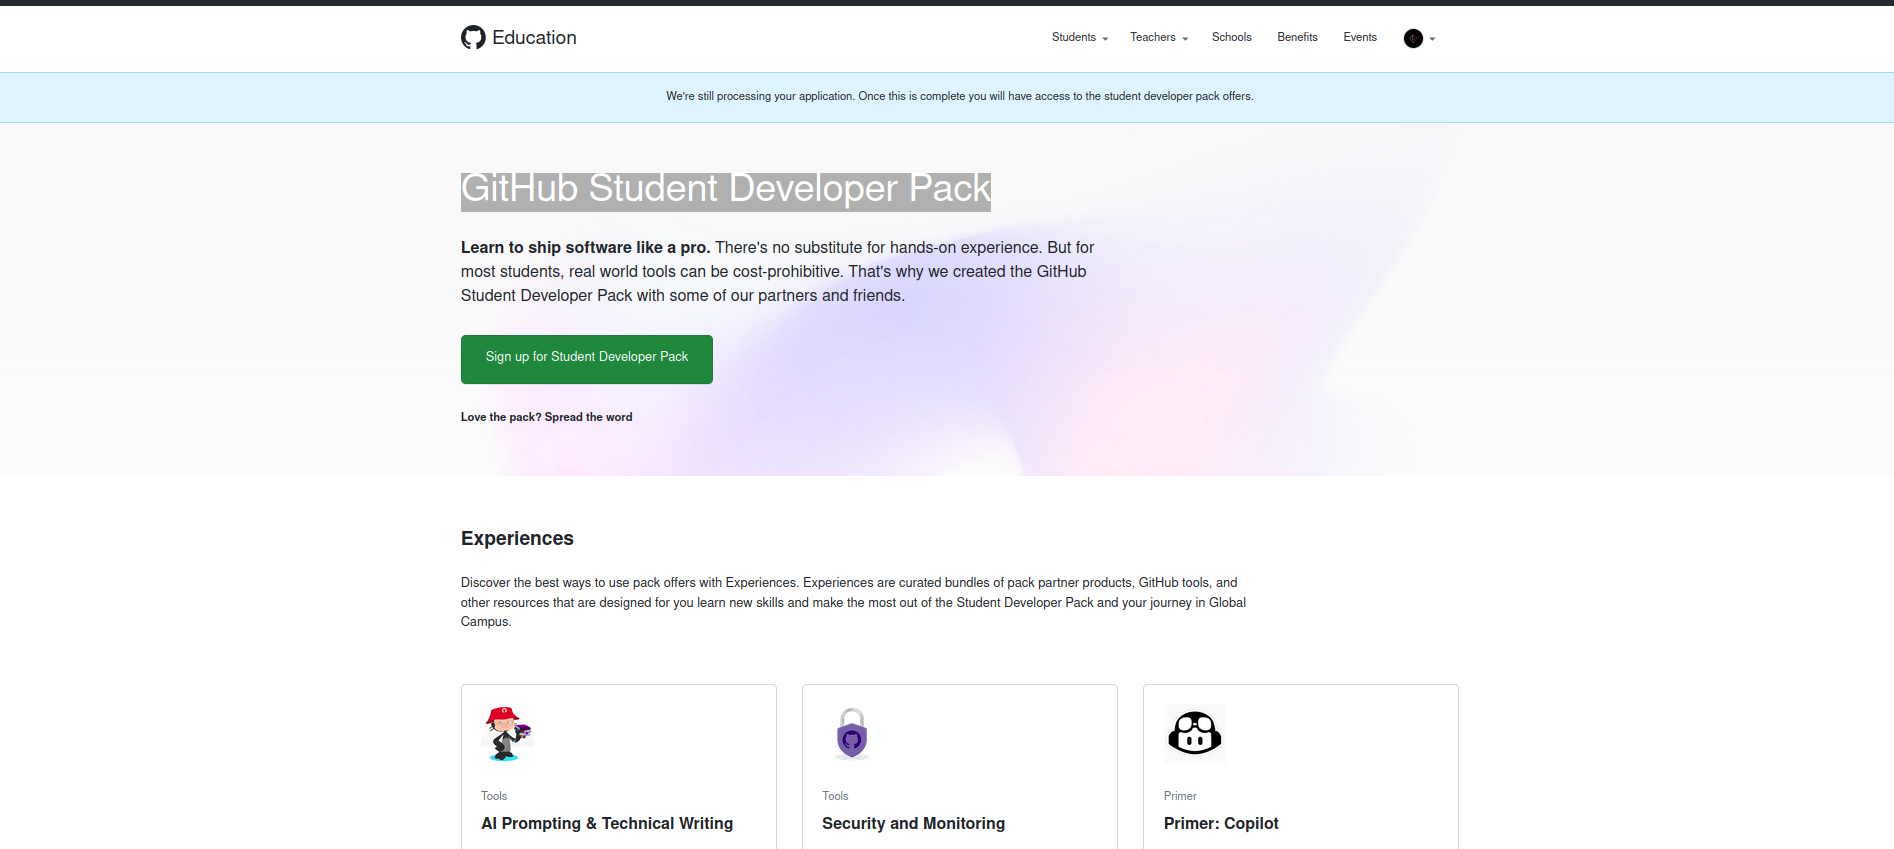 Education
Students
Teachers
Schools
Benefits
Events
We're still processing your application. Once this is complete you will have access to the student developer pack offers.
GitHub Student Developer Pack
Learn to ship software like a pro. There's no substitute for hands-on experience. But for
most students, real world tools can be cost-prohibitive. That's why we created the GitHub
Student Developer Pack with some of our partners and friends.
Sign up for Student Developer Pack
Love the pack? Spread the word
Experiences
Discover the best ways to use pack offers with Experiences. Experiences are curated bundles of pack partner products, GitHub tools, and
other resources that are designed for you learn new skills and make the most out of the Student Developer Pack and your journey in Global
Campus.
Tools
AI Prompting & Technical Writing
Tools
Security and Monitoring
Primer
Primer: Copilot